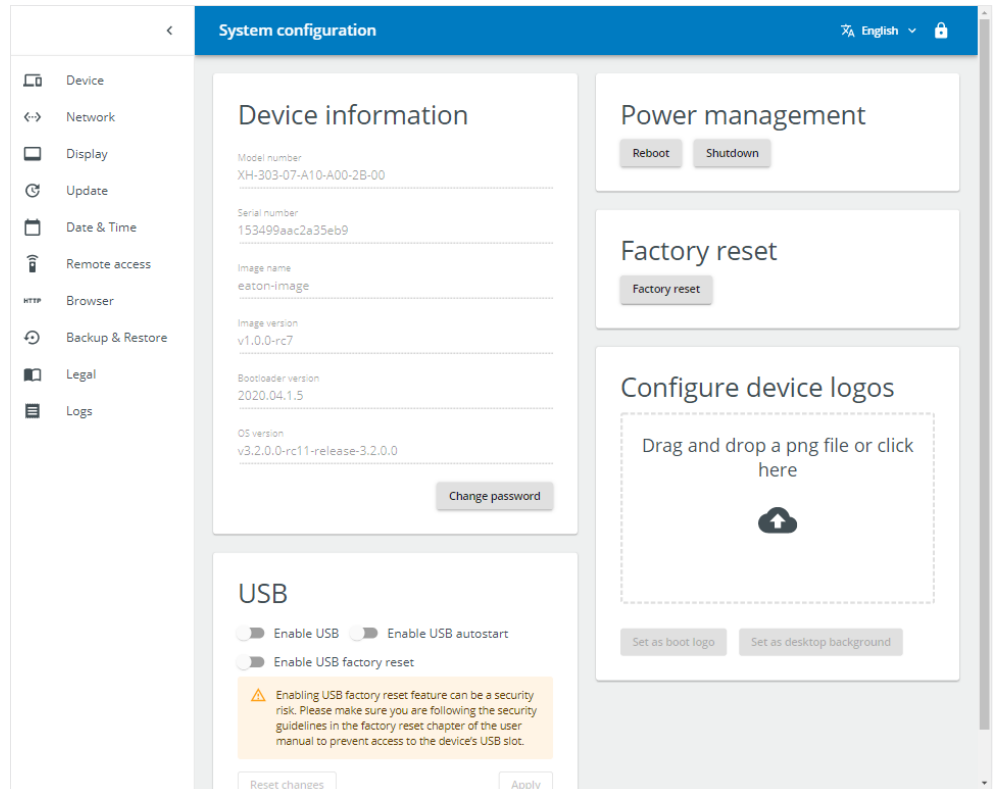 System configuration
English
Device
Network
Display
Update
Date & Time
Remote access
HTTP
Browser
Backup & Restore
Legal
Logs
Device information
Model number
XH-303-07-A10-A00-2B-00
Serial number
153499aac2a35eb9
Image name
eaton-image
Image version
v1.0.0-rc7
Bootloader version
2020.04.1.5
OS version
v3.2.0.0-rc11-release-3.2.0.0
Change password
USB
Enable USB
Enable USB autostart
Enable USB factory reset
Enabling USB factory reset feature can be a security
risk. Please make sure you are following the security
guidelines in the factory reset chapter of the user
manual to prevent access to the device's USB slot.
Reset changes
Apply
Power management
Reboot
Shutdown
Factory reset
Factory reset
Configure device logos
Drag and drop a png file or click
here
Set as boot logo
Set as desktop background